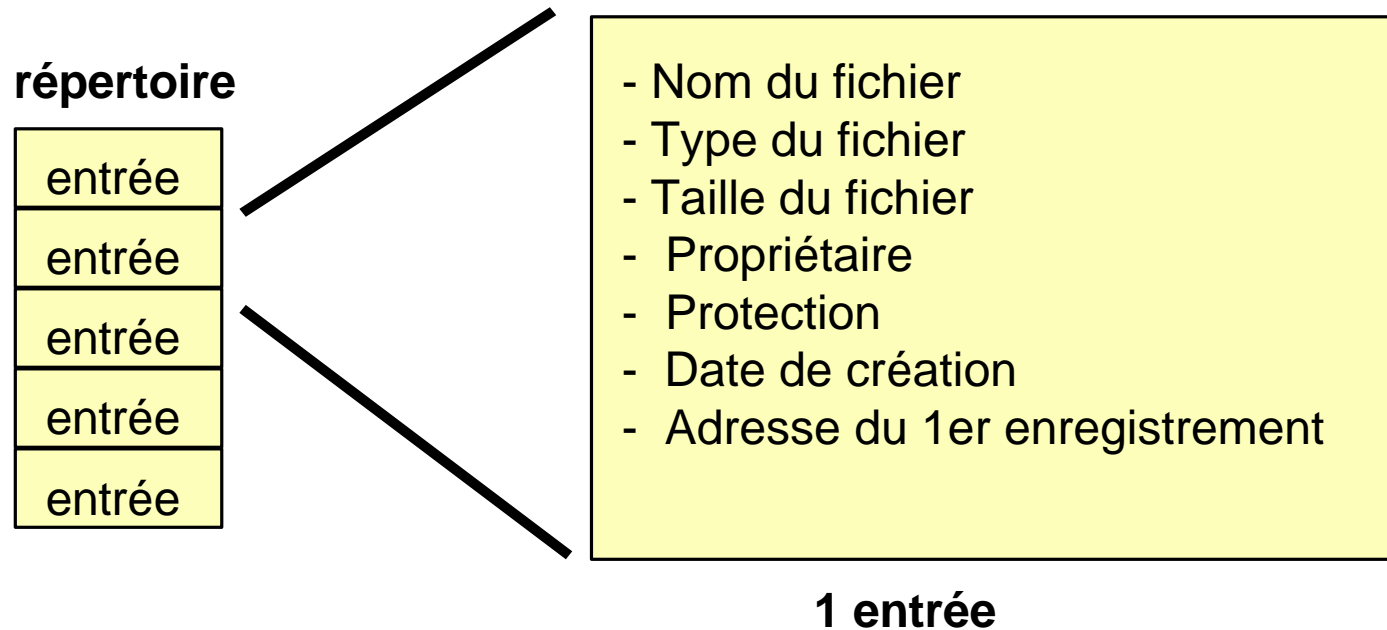 répertoire
entrée
entrée
entrée
entrée
entrée
- Nom du fichier
- Type du fichier
- Taille du fichier
- Propriétaire
- Protection
- Date de création
- Adresse du 1er enregistrement
1 entrée